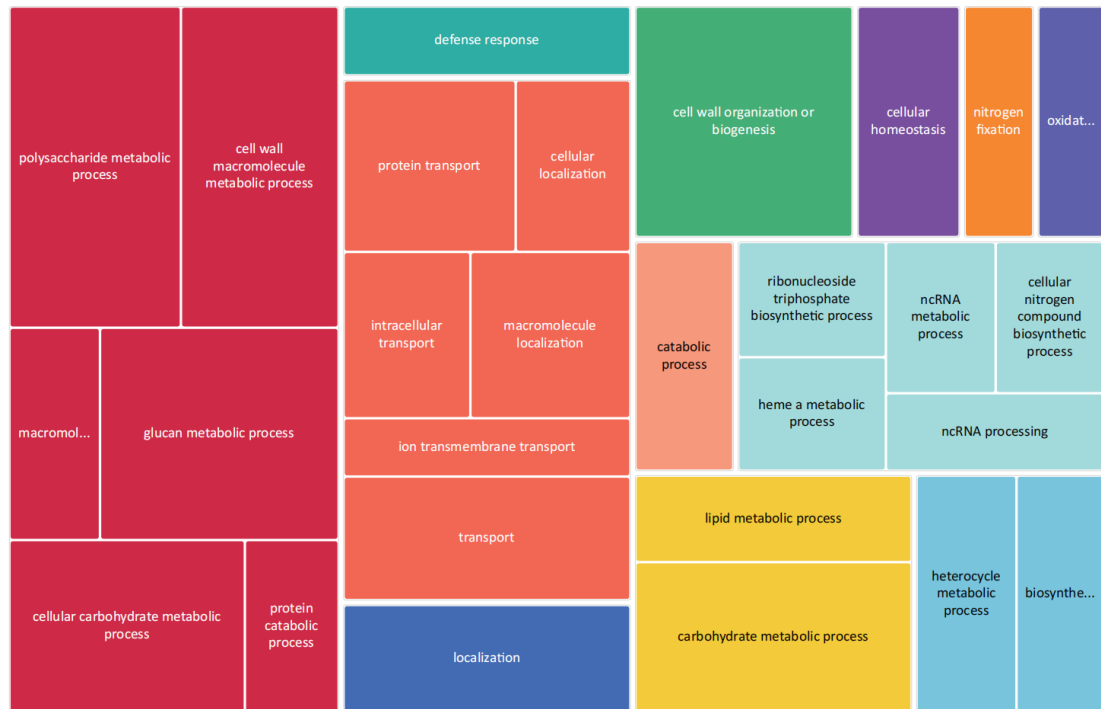 polysaccharide metabolic
process
cell wall
macromolecule
metabolic process
macromol...
glucan metabolic process
cellular carbohydrate metabolic
process
protein
catabolic
process
defense response
protein transport
cellular
localization
intracellular
transport
macromolecule
localization
ion transmembrane transport
transport
localization
cell wall organization or
biogenesis
cellular
homeostasis
nitrogen
fixation
oxidat...
catabolic
process
ribonucleoside
triphosphate
biosynthetic process
ncRNA
metabolic
process
cellular
nitrogen
compound
biosynthetic
process
heme a metabolic
process
ncRNA processing
lipid metabolic process
carbohydrate metabolic process
heterocycle
metabolic
process
biosynthe...